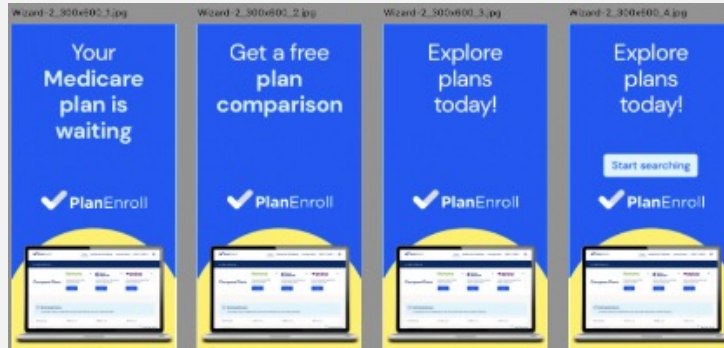 Wizard-2_300x600_1.jpg
Your
Medicare
plan is
waiting
PlanEnroll
Wizard-2_300x600_2.jpg
Get a free
plan
comparison
PlanEnroll
Wizard-2_300x600_3.jpg
Explore
plans
today!
PlanEnroll
Wizard-2_300x600_4.jpg
Explore
plans
today!
Start searching
PlanEnroll